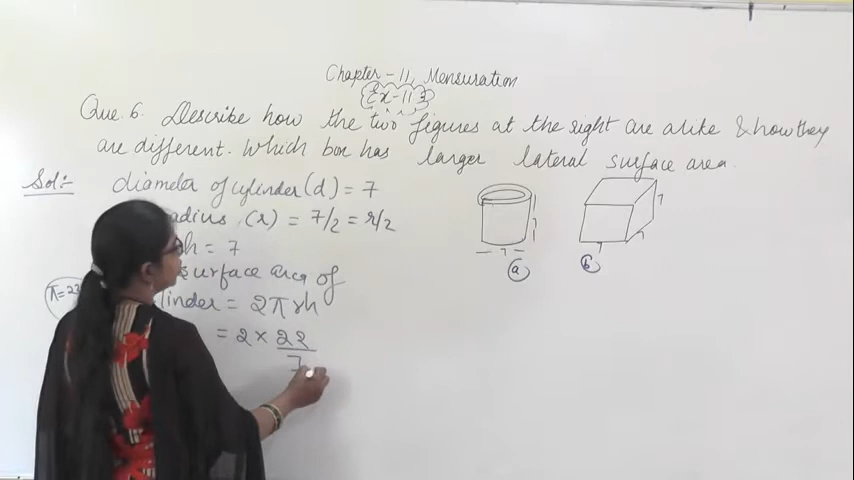 Chapter - 11, Mensuration
Ex-11.3
Que. 6. Describe how the two figures at the right are alike & how they
are different. Which box has larger lateral surface area.
Sol:- diameter of cylinder (d) = 7
radius (r) = 7/2 = r/2
h = 7
surface area of
= 2πrh
π=22
= 2 × 22
7
7
7
7
7
7
a
b